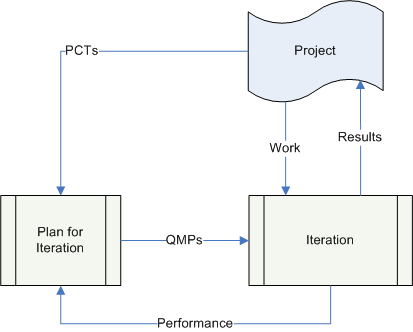 PCTs
Project
Work
Results
Plan for
Iteration
QMPs
Iteration
Performance